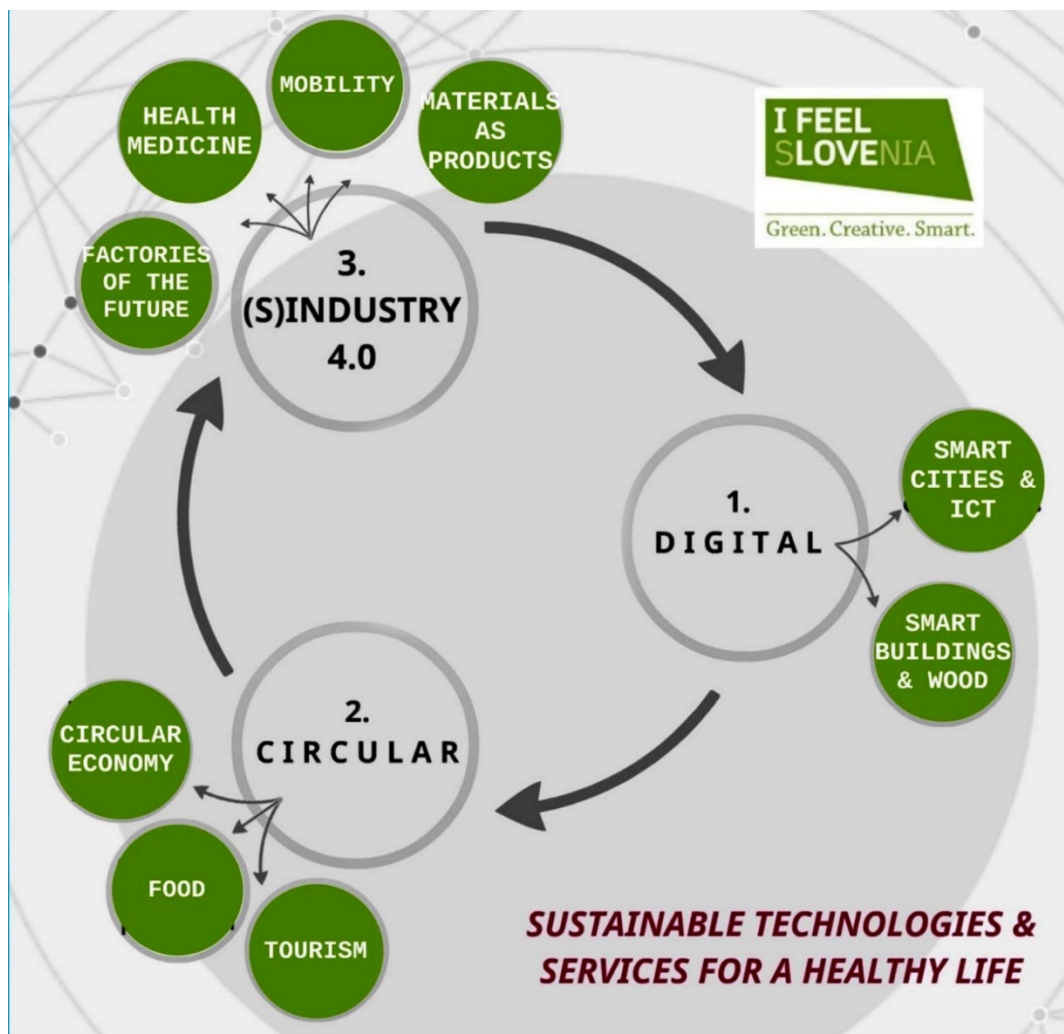 MOBILITY
HEALTH
MEDICINE
MATERIALS
AS
PRODUCTS
FACTORIES
OF THE
FUTURE
3.
(S)INDUSTRY
4.0
I FEEL
SLOVENIA
Green. Creative. Smart.
1.
DIGITAL
SMART
CITIES &
ICT
SMART
BUILDINGS
& WOOD
2.
CIRCULAR
CIRCULAR
ECONOMY
FOOD
TOURISM
SUSTAINABLE TECHNOLOGIES &
SERVICES FOR A HEALTHY LIFE